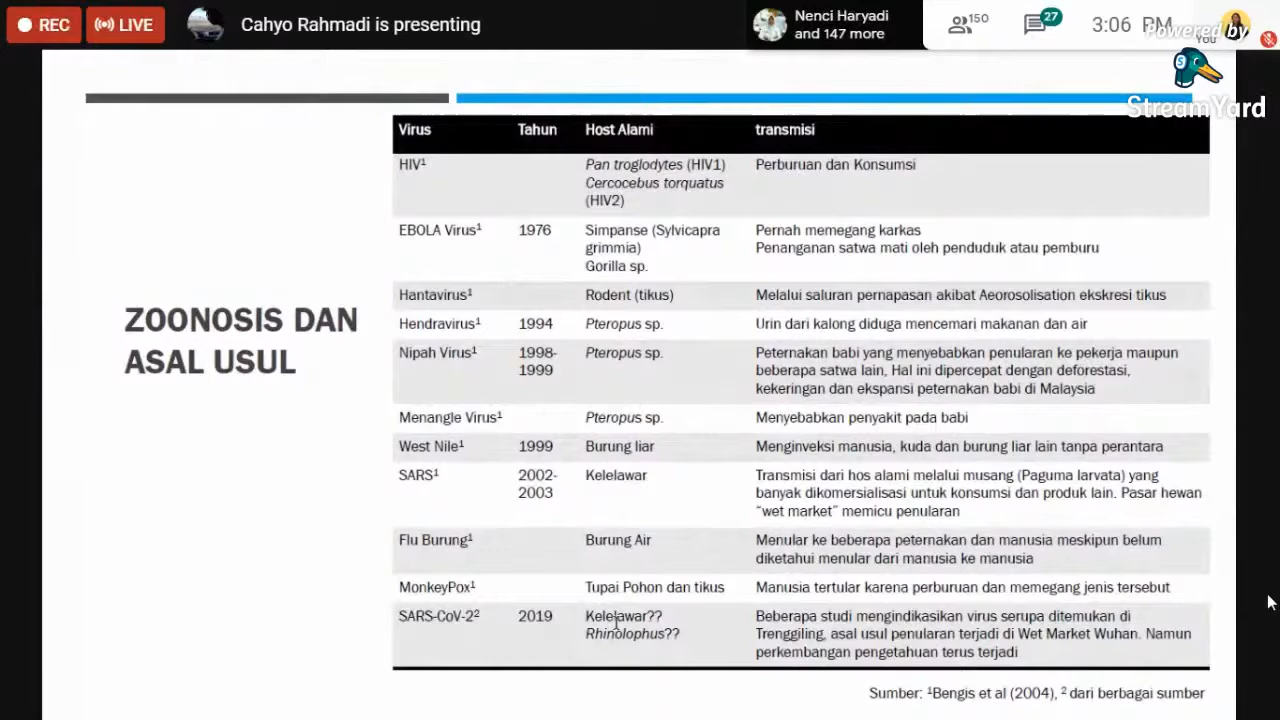 REC
LIVE
Cahyo Rahmadi is presenting
Nenci Haryadi
and 147 more
150
27
3:06 PM
You
Powered by
StreamYard
ZOONOSIS DAN
ASAL USUL
Virus Tahun Host Alami transmisi
HIV¹ Pan troglodytes (HIV1) Perburuan dan Konsumsi
Cercocebus torquatus
(HIV2)
EBOLA Virus¹ 1976 Simpanse (Sylvicapra Pernah memegang karkas
grimmia) Penanganan satwa mati oleh penduduk atau pemburu
Gorilla sp.
Hantavirus¹ Rodent (tikus) Melalui saluran pernapasan akibat Aeorosolisation ekskresi tikus
Hendravirus¹ 1994 Pteropus sp. Urin dari kalong diduga mencemari makanan dan air
Nipah Virus¹ 1998- Pteropus sp. Peternakan babi yang menyebabkan penularan ke pekerja maupun
1999 beberapa satwa lain, Hal ini dipercepat dengan deforestasi,
kekeringan dan ekspansi peternakan babi di Malaysia
Menangle Virus¹ Pteropus sp. Menyebabkan penyakit pada babi
West Nile¹ 1999 Burung liar Menginveksi manusia, kuda dan burung liar lain tanpa perantara
SARS¹ 2002- Kelelawar Transmisi dari hos alami melalui musang (Paguma larvata) yang
2003 banyak dikomersialisasi untuk konsumsi dan produk lain. Pasar hewan
“wet market” memicu penularan
Flu Burung¹ Burung Air Menular ke beberapa peternakan dan manusia meskipun belum
diketahui menular dari manusia ke manusia
MonkeyPox¹ Tupai Pohon dan tikus Manusia tertular karena perburuan dan memegang jenis tersebut
SARS-CoV-2² 2019 Kelelawar?? Beberapa studi mengindikasikan virus serupa ditemukan di
Rhinolophus?? Trenggiling, asal usul penularan terjadi di Wet Market Wuhan. Namun
perkembangan pengetahuan terus terjadi
Sumber: ¹Bengis et al (2004), ² dari berbagai sumber